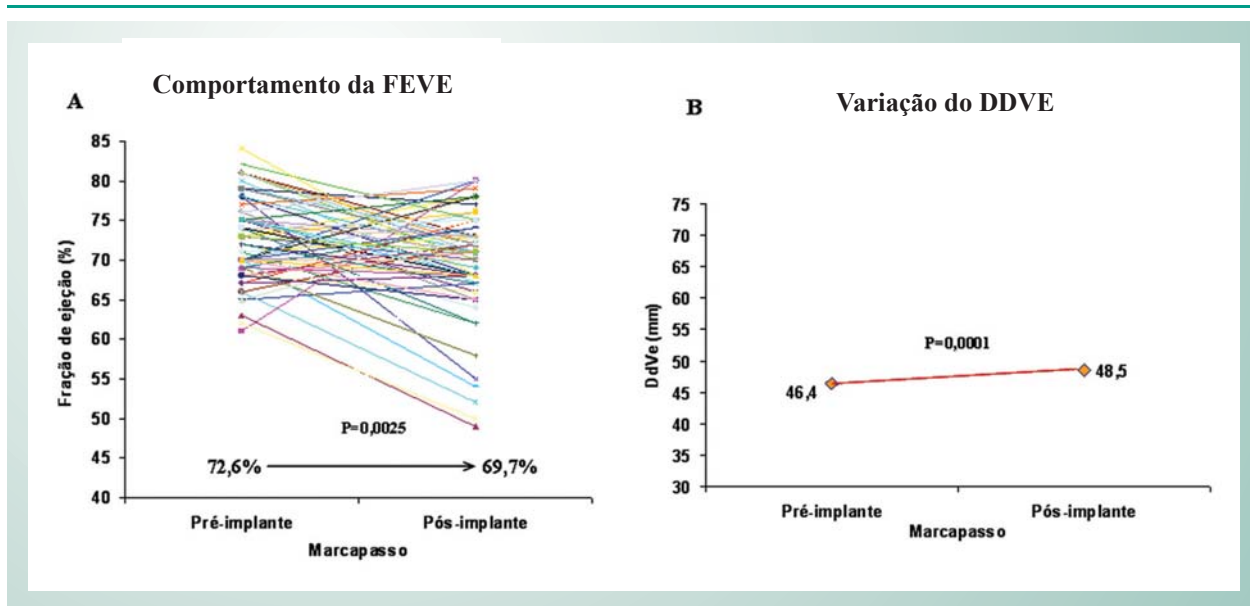 A
Comportamento da FEVE
Fração de ejeção (%)
85
80
75
70
65
60
55
50
45
40
P=0,0025
72,6%
69,7%
Pré-implante
Pós-implante
Marcapasso
B
Variação do DDVE
DdVe (mm)
75
70
65
60
55
50
45
40
35
30
P=0,0001
46,4
48,5
Pré-implante
Pós-implante
Marcapasso